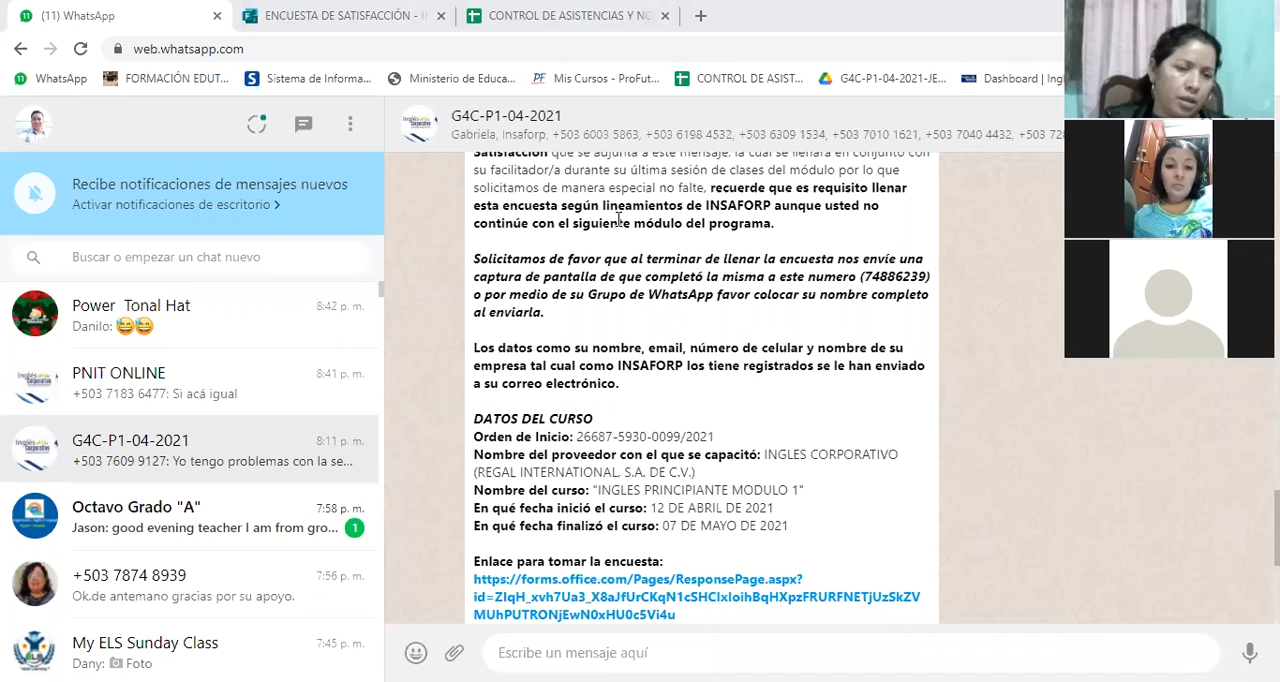 (11) WhatsApp
ENCUESTA DE SATISFACCIÓN - I
CONTROL DE ASISTENCIAS Y NO
web.whatsapp.com
WhatsApp
FORMACIÓN EDUT...
Sistema de Informa...
Ministerio de Educa...
Mis Cursos - ProFut...
CONTROL DE ASIST...
G4C-P1-04-2021-JE...
Dashboard | Ingl
G4C-P1-04-2021
Gabriela, Insaforp, +503 6003 5863, +503 6198 4532, +503 6309 1534, +503 7010 1621, +503 7040 4432, +503 728
Recibe notificaciones de mensajes nuevos
Activar notificaciones de escritorio >
Buscar o empezar un chat nuevo
Power Tonal Hat
8:42 p. m.
Danilo: 😅😅
PNIT ONLINE
8:41 p. m.
+503 7183 6477: Si acá igual
G4C-P1-04-2021
8:11 p. m.
+503 7609 9127: Yo tengo problemas con la se...
Octavo Grado "A"
7:58 p. m.
Jason: good evening teacher I am from gro...
1
+503 7874 8939
7:56 p. m.
Ok.de antemano gracias por su apoyo.
My ELS Sunday Class
7:45 p. m.
Dany: Foto
Satisfacción que se adjunta a este mensaje, la cual se llenará en conjunto con
su facilitador/a durante su última sesión de clases del módulo por lo que
solicitamos de manera especial no falte, recuerde que es requisito llenar
esta encuesta según lineamientos de INSAFORP aunque usted no
continúe con el siguiente módulo del programa.
Solicitamos de favor que al terminar de llenar la encuesta nos envíe una
captura de pantalla de que completó la misma a este numero (74886239)
o por medio de su Grupo de WhatsApp favor colocar su nombre completo
al enviarla.
Los datos como su nombre, email, número de celular y nombre de su
empresa tal cual como INSAFORP los tiene registrados se le han enviado
a su correo electrónico.
DATOS DEL CURSO
Orden de Inicio: 26687-5930-0099/2021
Nombre del proveedor con el que se capacitó: INGLES CORPORATIVO
(REGAL INTERNATIONAL, S.A. DE C.V.)
Nombre del curso: "INGLES PRINCIPIANTE MODULO 1"
En qué fecha inició el curso: 12 DE ABRIL DE 2021
En qué fecha finalizó el curso: 07 DE MAYO DE 2021
Enlace para tomar la encuesta:
https://forms.office.com/Pages/ResponsePage.aspx?
id=ZIqH_xvh7Ua3_X8aJfUrCKqN1cSHClxIoihBqHXpzFRURFNETjUzSkZV
MUhPUTRONjEwN0xHU0c5Vi4u
Escribe un mensaje aquí